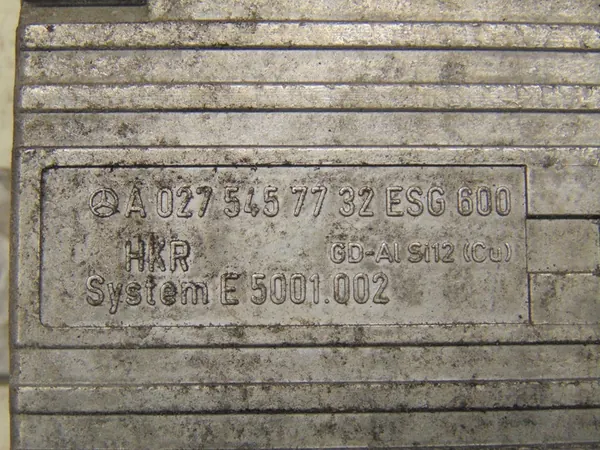 A 027 545 77 32 ESG 600
HKR GD-Al Si12 (Cu)
System E 5001.002